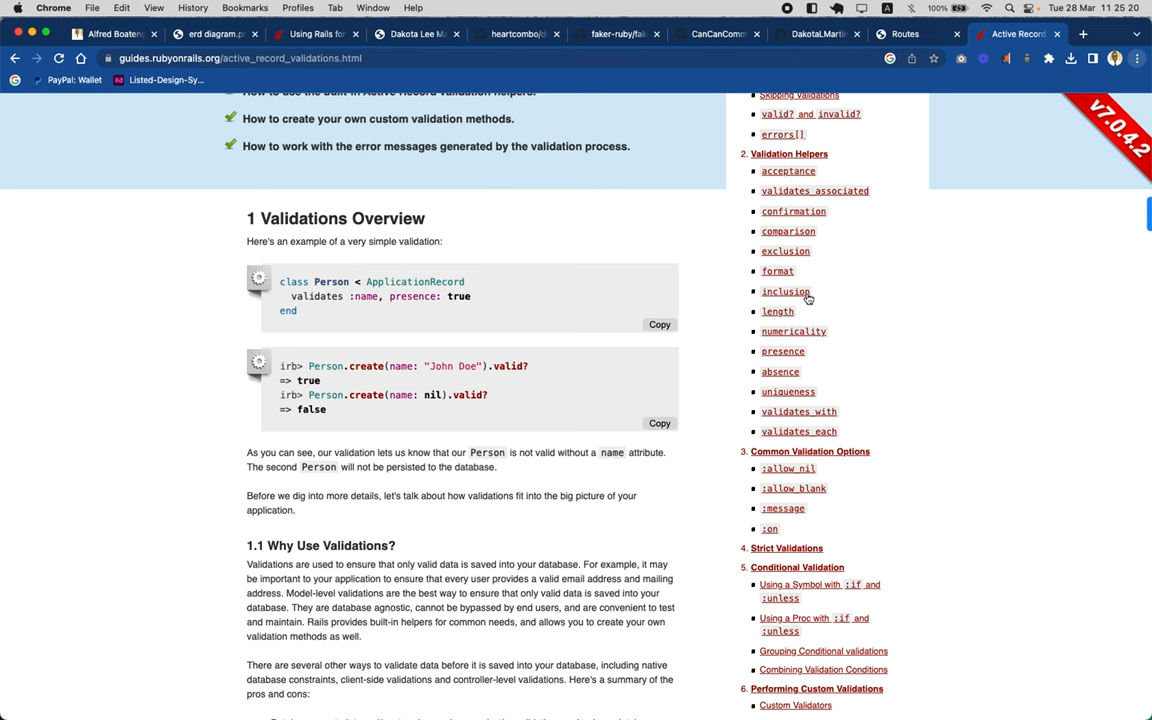 Chrome File Edit View History Bookmarks Profiles Tab Window Help
A 100% Tue 28 Mar 11 25 20
Alfred Boateng
erd diagram.p
Using Rails for
Dakota Lee M
heartcombo/d
faker-ruby/fak
CanCanComm
DakotaLMartin
Routes
Active Record
guides.rubyonrails.org/active_record_validations.html
PayPal: Wallet
Xd Listed-Design-Sy...
How to use the built-in Active Record validation helpers.
How to create your own custom validation methods.
How to work with the error messages generated by the validation process.
1 Validations Overview
Here's an example of a very simple validation:
class Person < ApplicationRecord
validates :name, presence: true
end
Copy
irb> Person.create(name: "John Doe").valid?
=> true
irb> Person.create(name: nil).valid?
=> false
Copy
As you can see, our validation lets us know that our Person is not valid without a name attribute.
The second Person will not be persisted to the database.
Before we dig into more details, let's talk about how validations fit into the big picture of your
application.
1.1 Why Use Validations?
Validations are used to ensure that only valid data is saved into your database. For example, it may
be important to your application to ensure that every user provides a valid email address and mailing
address. Model-level validations are the best way to ensure that only valid data is saved into your
database. They are database agnostic, cannot be bypassed by end users, and are convenient to test
and maintain. Rails provides built-in helpers for common needs, and allows you to create your own
validation methods as well.
There are several other ways to validate data before it is saved into your database, including native
database constraints, client-side validations and controller-level validations. Here's a summary of the
pros and cons:
Skipping Validations
valid? and invalid?
errors[]
2. Validation Helpers
acceptance
validates_associated
confirmation
comparison
exclusion
format
inclusion
length
numericality
presence
absence
uniqueness
validates_with
validates_each
3. Common Validation Options
:allow_nil
:allow_blank
:message
:on
4. Strict Validations
5. Conditional Validation
Using a Symbol with :if and
:unless
Using a Proc with :if and
:unless
Grouping Conditional validations
Combining Validation Conditions
6. Performing Custom Validations
Custom Validators
v7.0.4.2